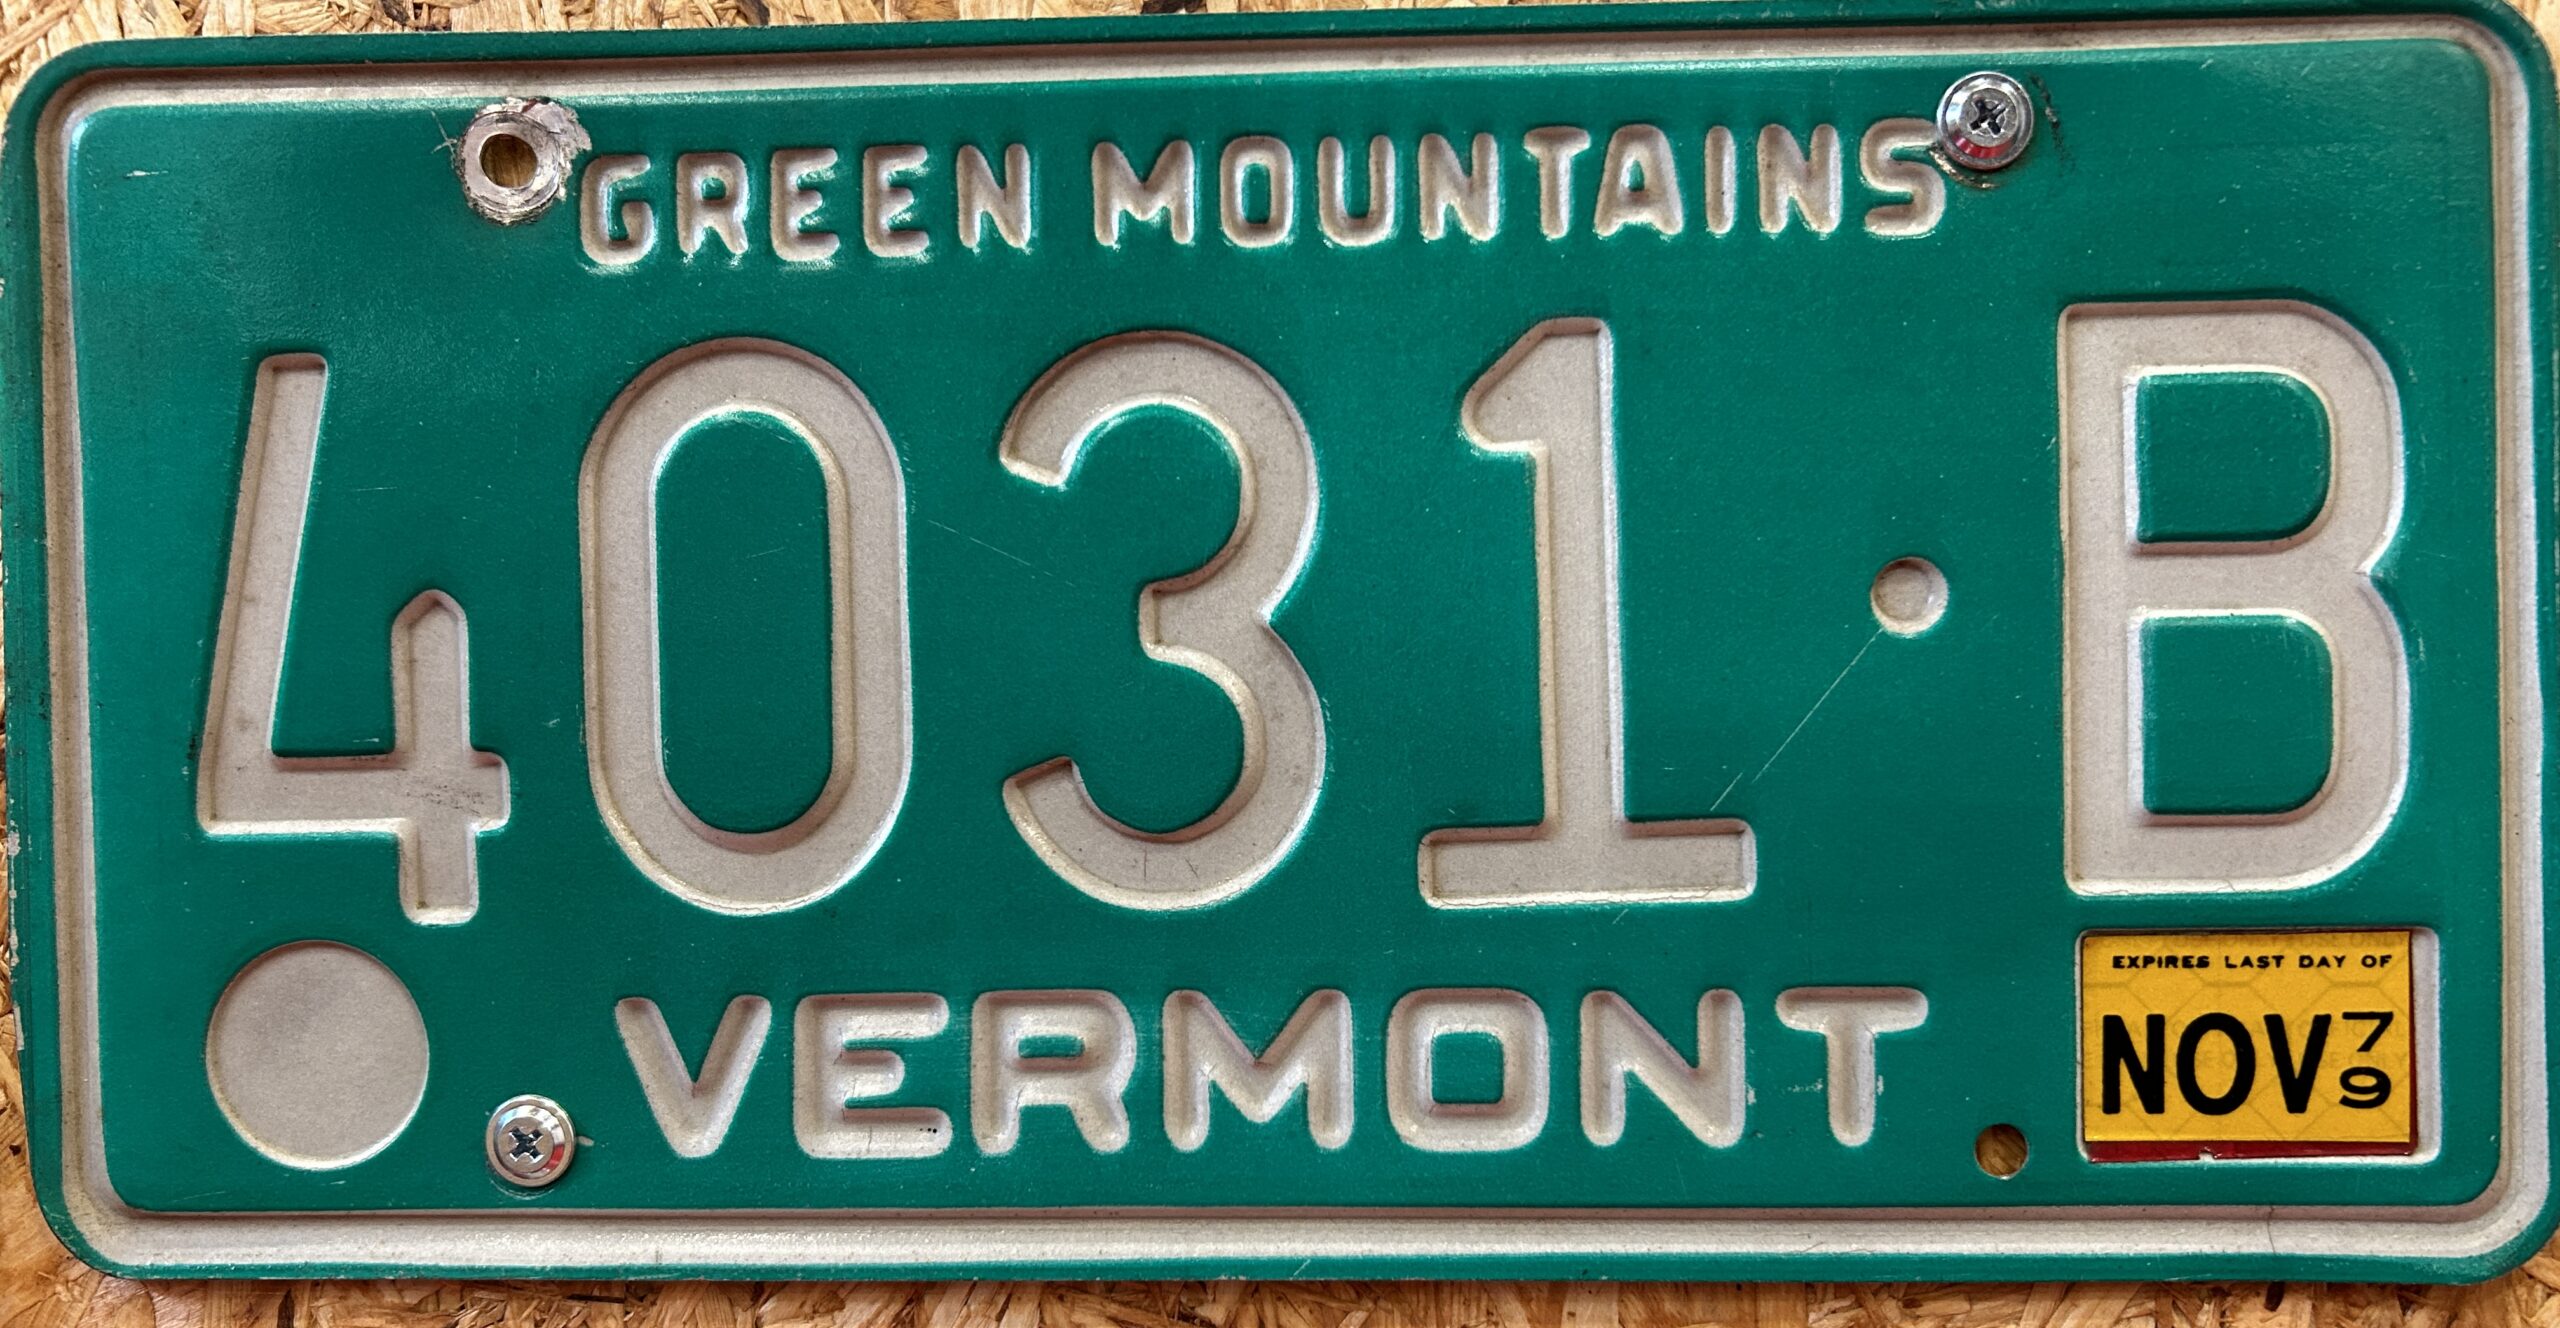 GREEN MOUNTAINS
4031·B
VERMONT
EXPIRES LAST DAY OF
NOV 79